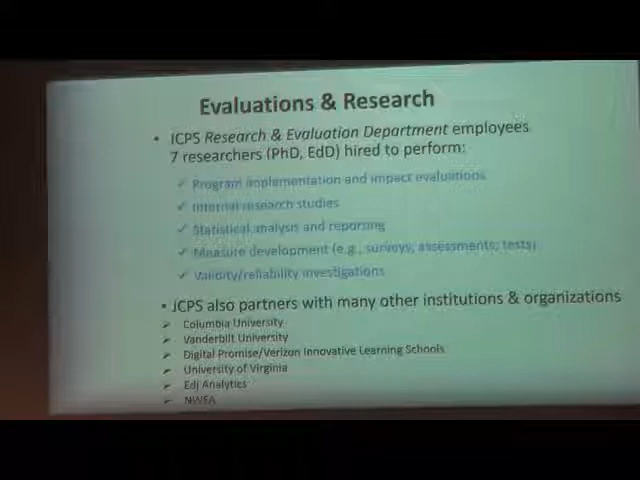 Evaluations & Research
• JCPS Research & Evaluation Department employees
7 researchers (PhD, EdD) hired to perform:
✓ Program implementation and impact evaluations
✓ Internal research studies
✓ Statistical analysis and reporting
✓ Measure development (e.g., surveys, assessments, tests)
✓ Validity/reliability investigations
• JCPS also partners with many other institutions & organizations
➢ Columbia University
➢ Vanderbilt University
➢ Digital Promise/Verizon Innovative Learning Schools
➢ University of Virginia
➢ Edj Analytics
➢ NWEA